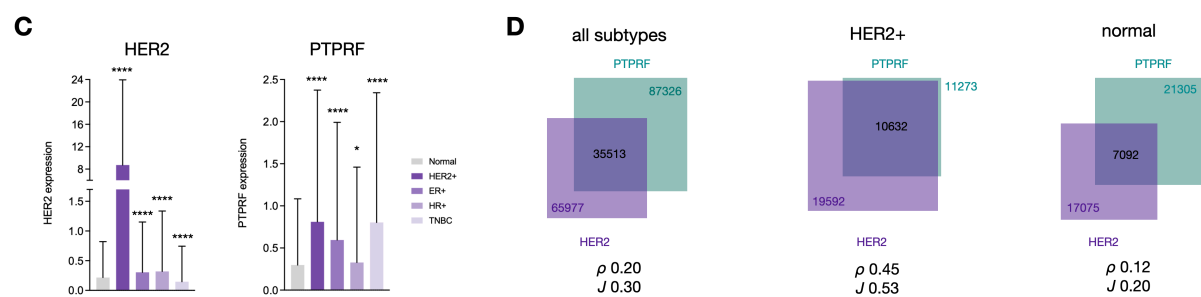 C
HER2
HER2 expression
24
20
16
12
8
4
1.5
1.0
0.5
0.0
****
****
****
****
PTPRF
PTPRF expression
2.5
2.0
1.5
1.0
0.5
0.0
****
****
*
****
Normal
HER2+
ER+
HR+
TNBC
D
all subtypes
PTPRF
87326
35513
65977
HER2
ρ 0.20
J 0.30
HER2+
PTPRF
11273
10632
19592
HER2
ρ 0.45
J 0.53
normal
PTPRF
21305
7092
17075
HER2
ρ 0.12
J 0.20